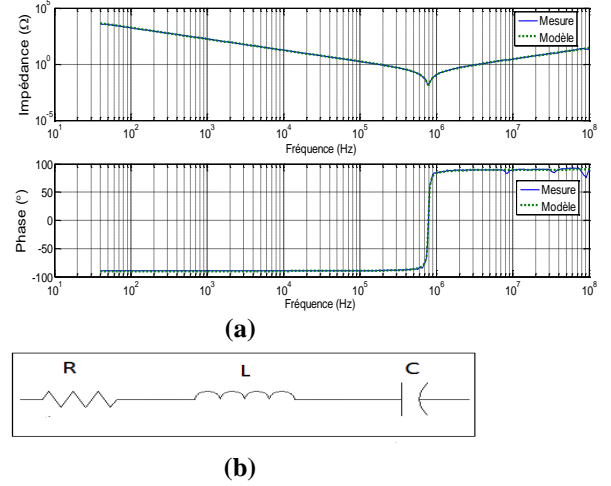 10^5
10^0
10^-5
Impédance (Ω)
Mesure
Modèle
10^1 10^2 10^3 10^4 10^5 10^6 10^7 10^8
Fréquence (Hz)
100
50
0
-50
-100
Phase (°)
Mesure
Modèle
10^1 10^2 10^3 10^4 10^5 10^6 10^7 10^8
Fréquence (Hz)
(a)
R L C
(b)